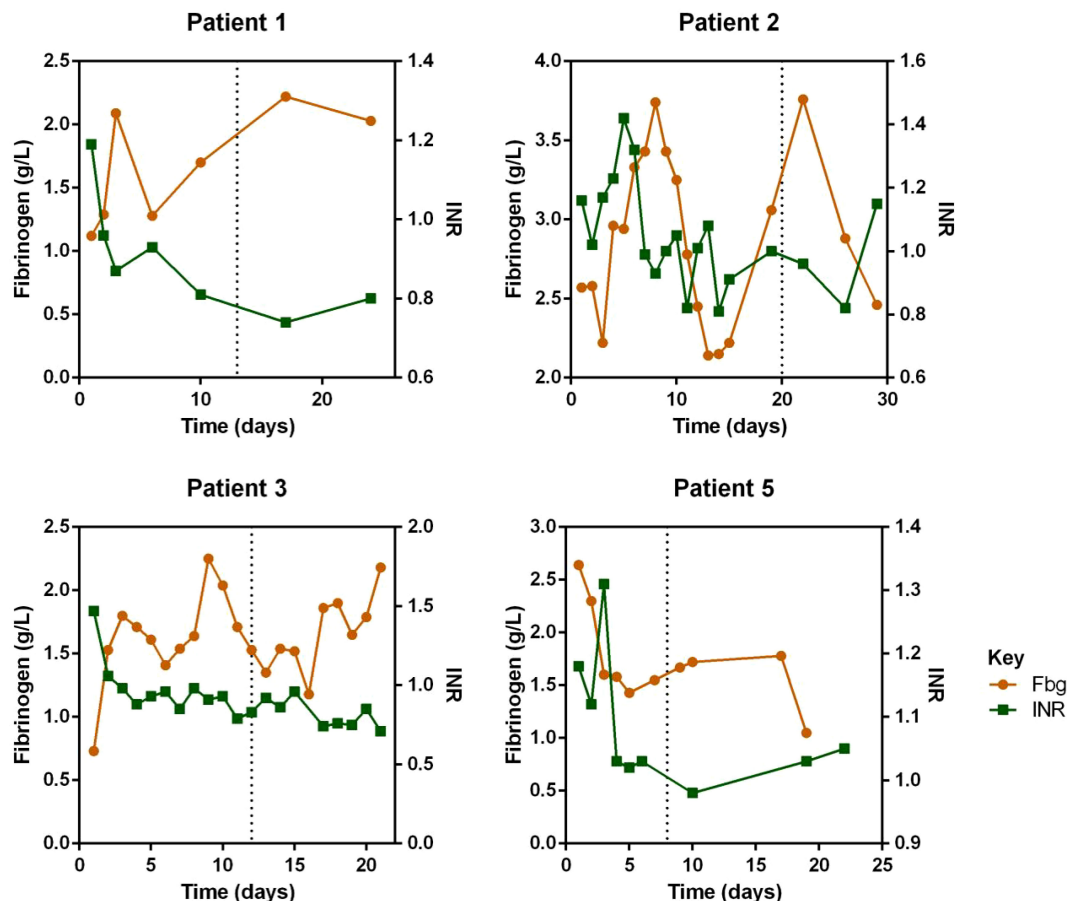 Patient 1
Fibrinogen (g/L)
2.5
2.0
1.5
1.0
0.5
0.0
1.4
1.2
1.0
0.8
0.6
INR
0 10 20
Time (days)
Patient 2
Fibrinogen (g/L)
4.0
3.5
3.0
2.5
2.0
1.6
1.4
1.2
1.0
0.8
0.6
INR
0 10 20 30
Time (days)
Patient 3
Fibrinogen (g/L)
2.5
2.0
1.5
1.0
0.5
0.0
2.0
1.5
1.0
0.5
0.0
INR
0 5 10 15 20
Time (days)
Patient 5
Fibrinogen (g/L)
3.0
2.5
2.0
1.5
1.0
0.5
0.0
1.4
1.3
1.2
1.1
1.0
0.9
INR
0 5 10 15 20 25
Time (days)
Key
Fbg
INR